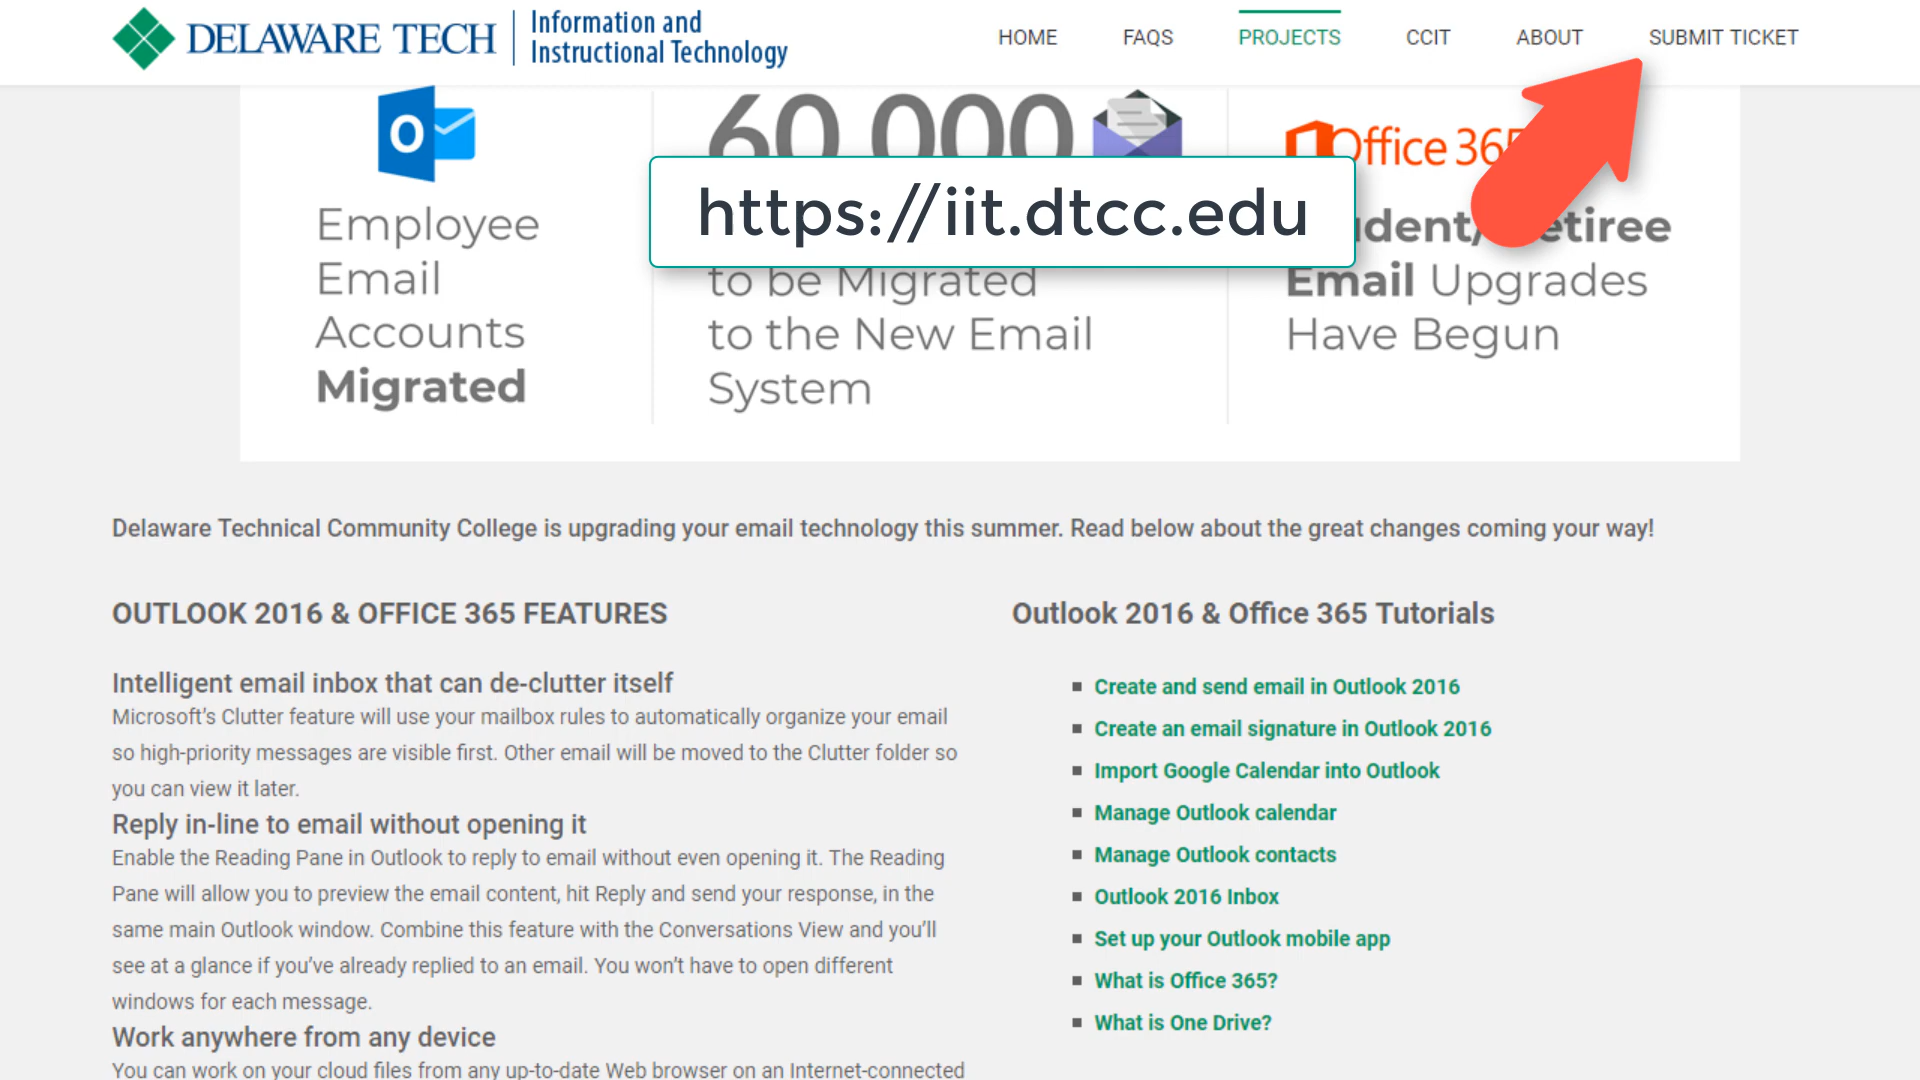 DELAWARE TECH
Information and
Instructional Technology
HOME
FAQS
PROJECTS
CCIT
ABOUT
SUBMIT TICKET
O
Employee
Email
Accounts
Migrated
60,000
to be Migrated
to the New Email
System
Office 365
Email Upgrades
Have Begun
https://iit.dtcc.edu
Delaware Technical Community College is upgrading your email technology this summer. Read below about the great changes coming your way!
OUTLOOK 2016 & OFFICE 365 FEATURES
Intelligent email inbox that can de-clutter itself
Microsoft's Clutter feature will use your mailbox rules to automatically organize your email
so high-priority messages are visible first. Other email will be moved to the Clutter folder so
you can view it later.
Reply in-line to email without opening it
Enable the Reading Pane in Outlook to reply to email without even opening it. The Reading
Pane will allow you to preview the email content, hit Reply and send your response, in the
same main Outlook window. Combine this feature with the Conversations View and you'll
see at a glance if you've already replied to an email. You won't have to open different
windows for each message.
Work anywhere from any device
You can work on your cloud files from any up-to-date Web browser on an Internet-connected
Outlook 2016 & Office 365 Tutorials
Create and send email in Outlook 2016
Create an email signature in Outlook 2016
Import Google Calendar into Outlook
Manage Outlook calendar
Manage Outlook contacts
Outlook 2016 Inbox
Set up your Outlook mobile app
What is Office 365?
What is One Drive?